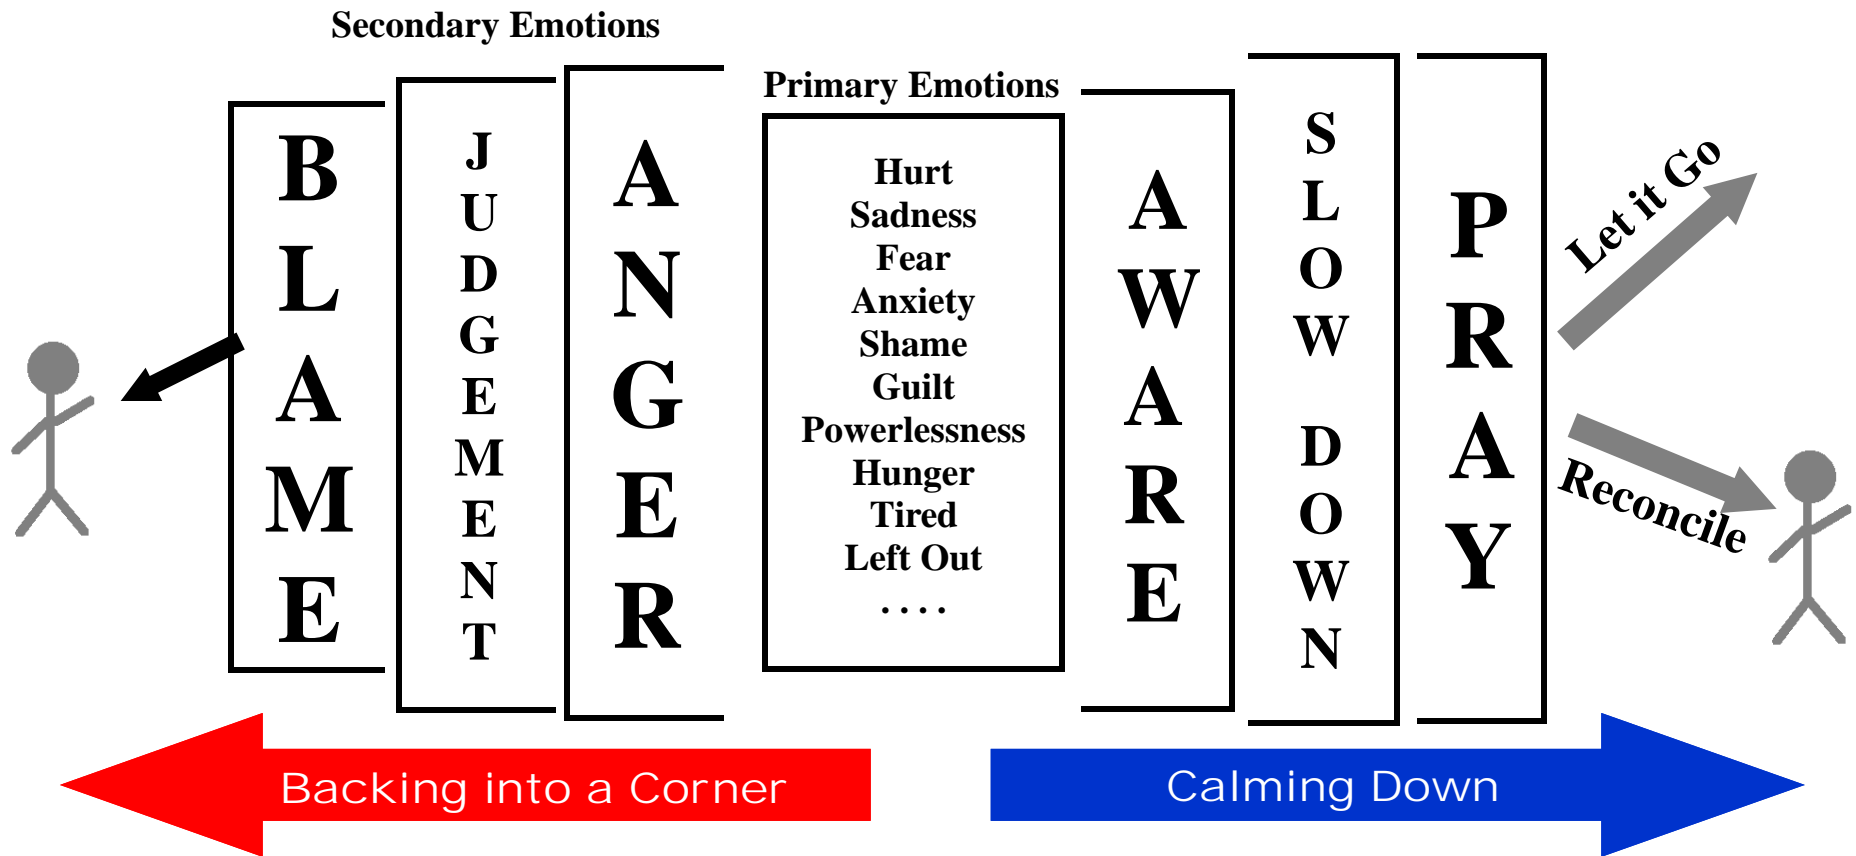 Secondary Emotions
Primary Emotions
BLAME
JUDGEMENT
ANGER
Hurt
Sadness
Fear
Anxiety
Shame
Guilt
Powerlessness
Hunger
Tired
Left Out
. . . .
AWARE
SLOW DOWN
PRAY
Let it Go
Reconcile
Backing into a Corner
Calming Down